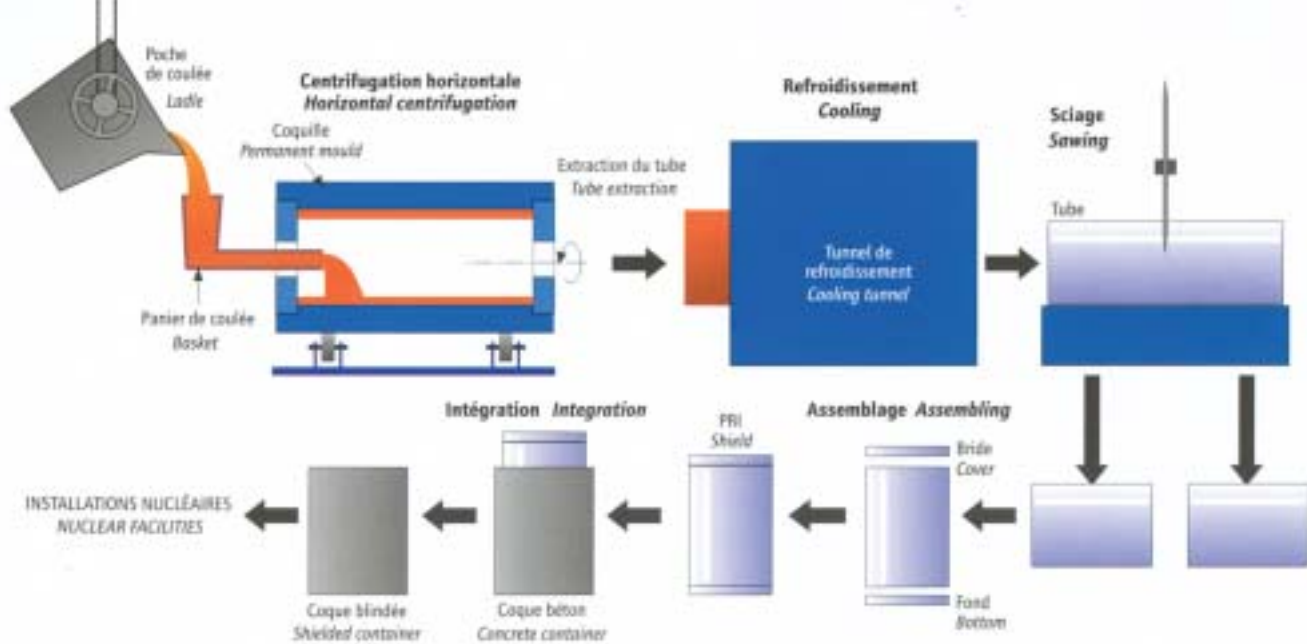 Poche
de coulée
Ladle
Centrifugation horizontale
Horizontal centrifugation
Coquille
Permanent mould
Extraction du tube
Tube extraction
Panier de coulée
Basket
Refroidissement
Cooling
Tunnel de
refroidissement
Cooling tunnel
Sciage
Sawing
Tube
Assemblage Assembling
Bride
Cover
Fond
Bottom
PRI
Shield
Intégration Integration
Coque béton
Concrete container
Coque blindée
Shielded container
INSTALLATIONS NUCLÉAIRES
NUCLEAR FACILITIES